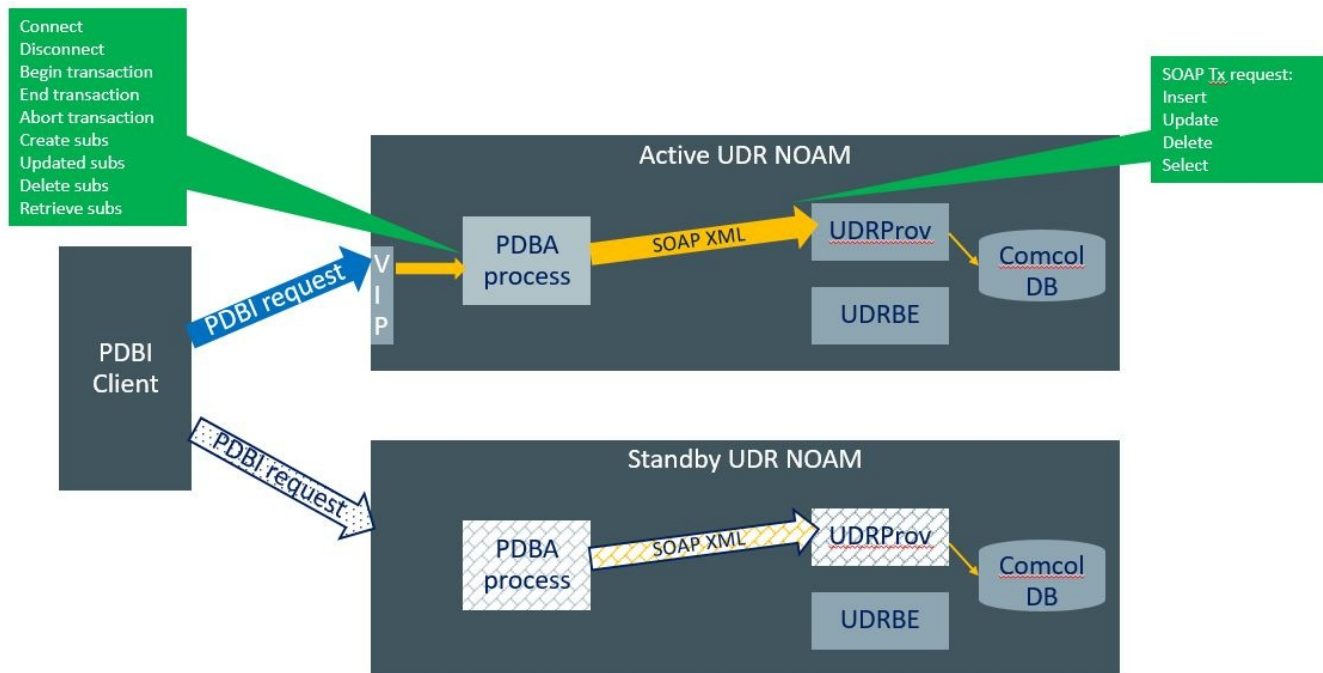 Connect
Disconnect
Begin transaction
End transaction
Abort transaction
Create subs
Updated subs
Delete subs
Retrieve subs
SOAP Tx request:
Insert
Update
Delete
Select
Active UDR NOAM
PDBI
Client
PDBI request
V
I
P
PDBA
process
SOAP XML
UDRProv
UDRBE
Comcol
DB
PDBI request
Standby UDR NOAM
PDBA
process
SOAP XML
UDRProv
UDRBE
Comcol
DB